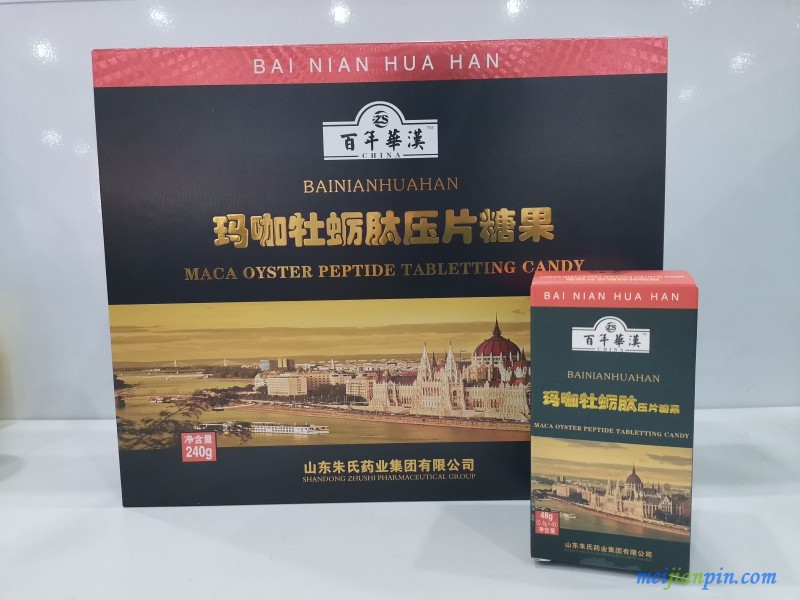 BAI NIAN HUA HAN
ZS
百年華漢™
CHINA
BAINIANHUAHAN
玛咖牡蛎肽压片糖果
MACA OYSTER PEPTIDE TABLETTING CANDY
净含量
240g
山东朱氏药业集团有限公司
SHANDONG ZHUSHI PHARMACEUTICAL GROUP
BAI NIAN HUA HAN
ZS
百年華漢
CHINA
BAINIANHUAHAN
玛咖牡蛎肽压片糖果
MACA OYSTER PEPTIDE TABLETTING CANDY
48g
净含量
山东朱氏药业集团有限公司
meijianpin.com